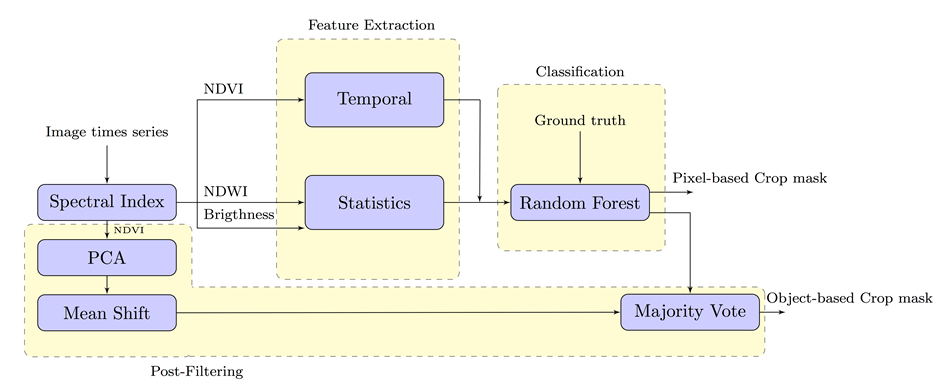 Feature Extraction
Classification
NDVI
Temporal
Ground truth
Image times series
Pixel-based Crop mask
NDWI
Spectral Index
Statistics
Random Forest
Brigthness
NDVI
PCA
Object-based Crop mask
Mean Shift
Majority Vote
Post-Filtering